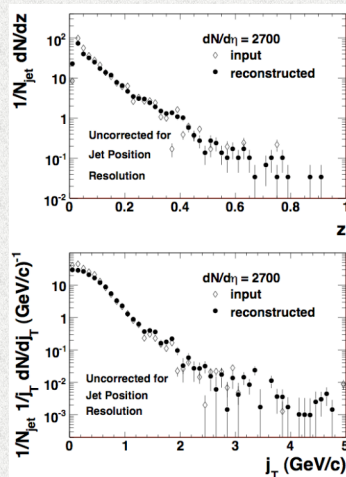 1/N_jet dN/dz
10²
10
1
10⁻¹
10⁻²
dN/dη = 2700
input
reconstructed
Uncorrected for
Jet Position
Resolution
0 0.2 0.4 0.6 0.8 1
z
1/N_jet 1/j_T dN/dj_T (GeV/c)⁻¹
10
1
10⁻¹
10⁻²
10⁻³
dN/dη = 2700
input
reconstructed
Uncorrected for
Jet Position
Resolution
0 1 2 3 4 5
j_T (GeV/c)